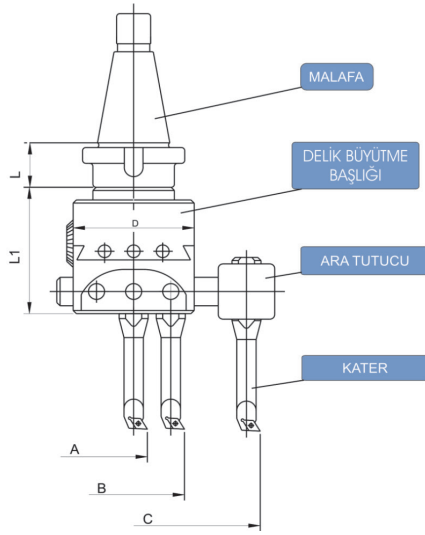 MALAFA
L
DELİK BÜYÜTME
BAŞLIĞI
D
L1
ARA TUTUCU
KATER
A
B
C